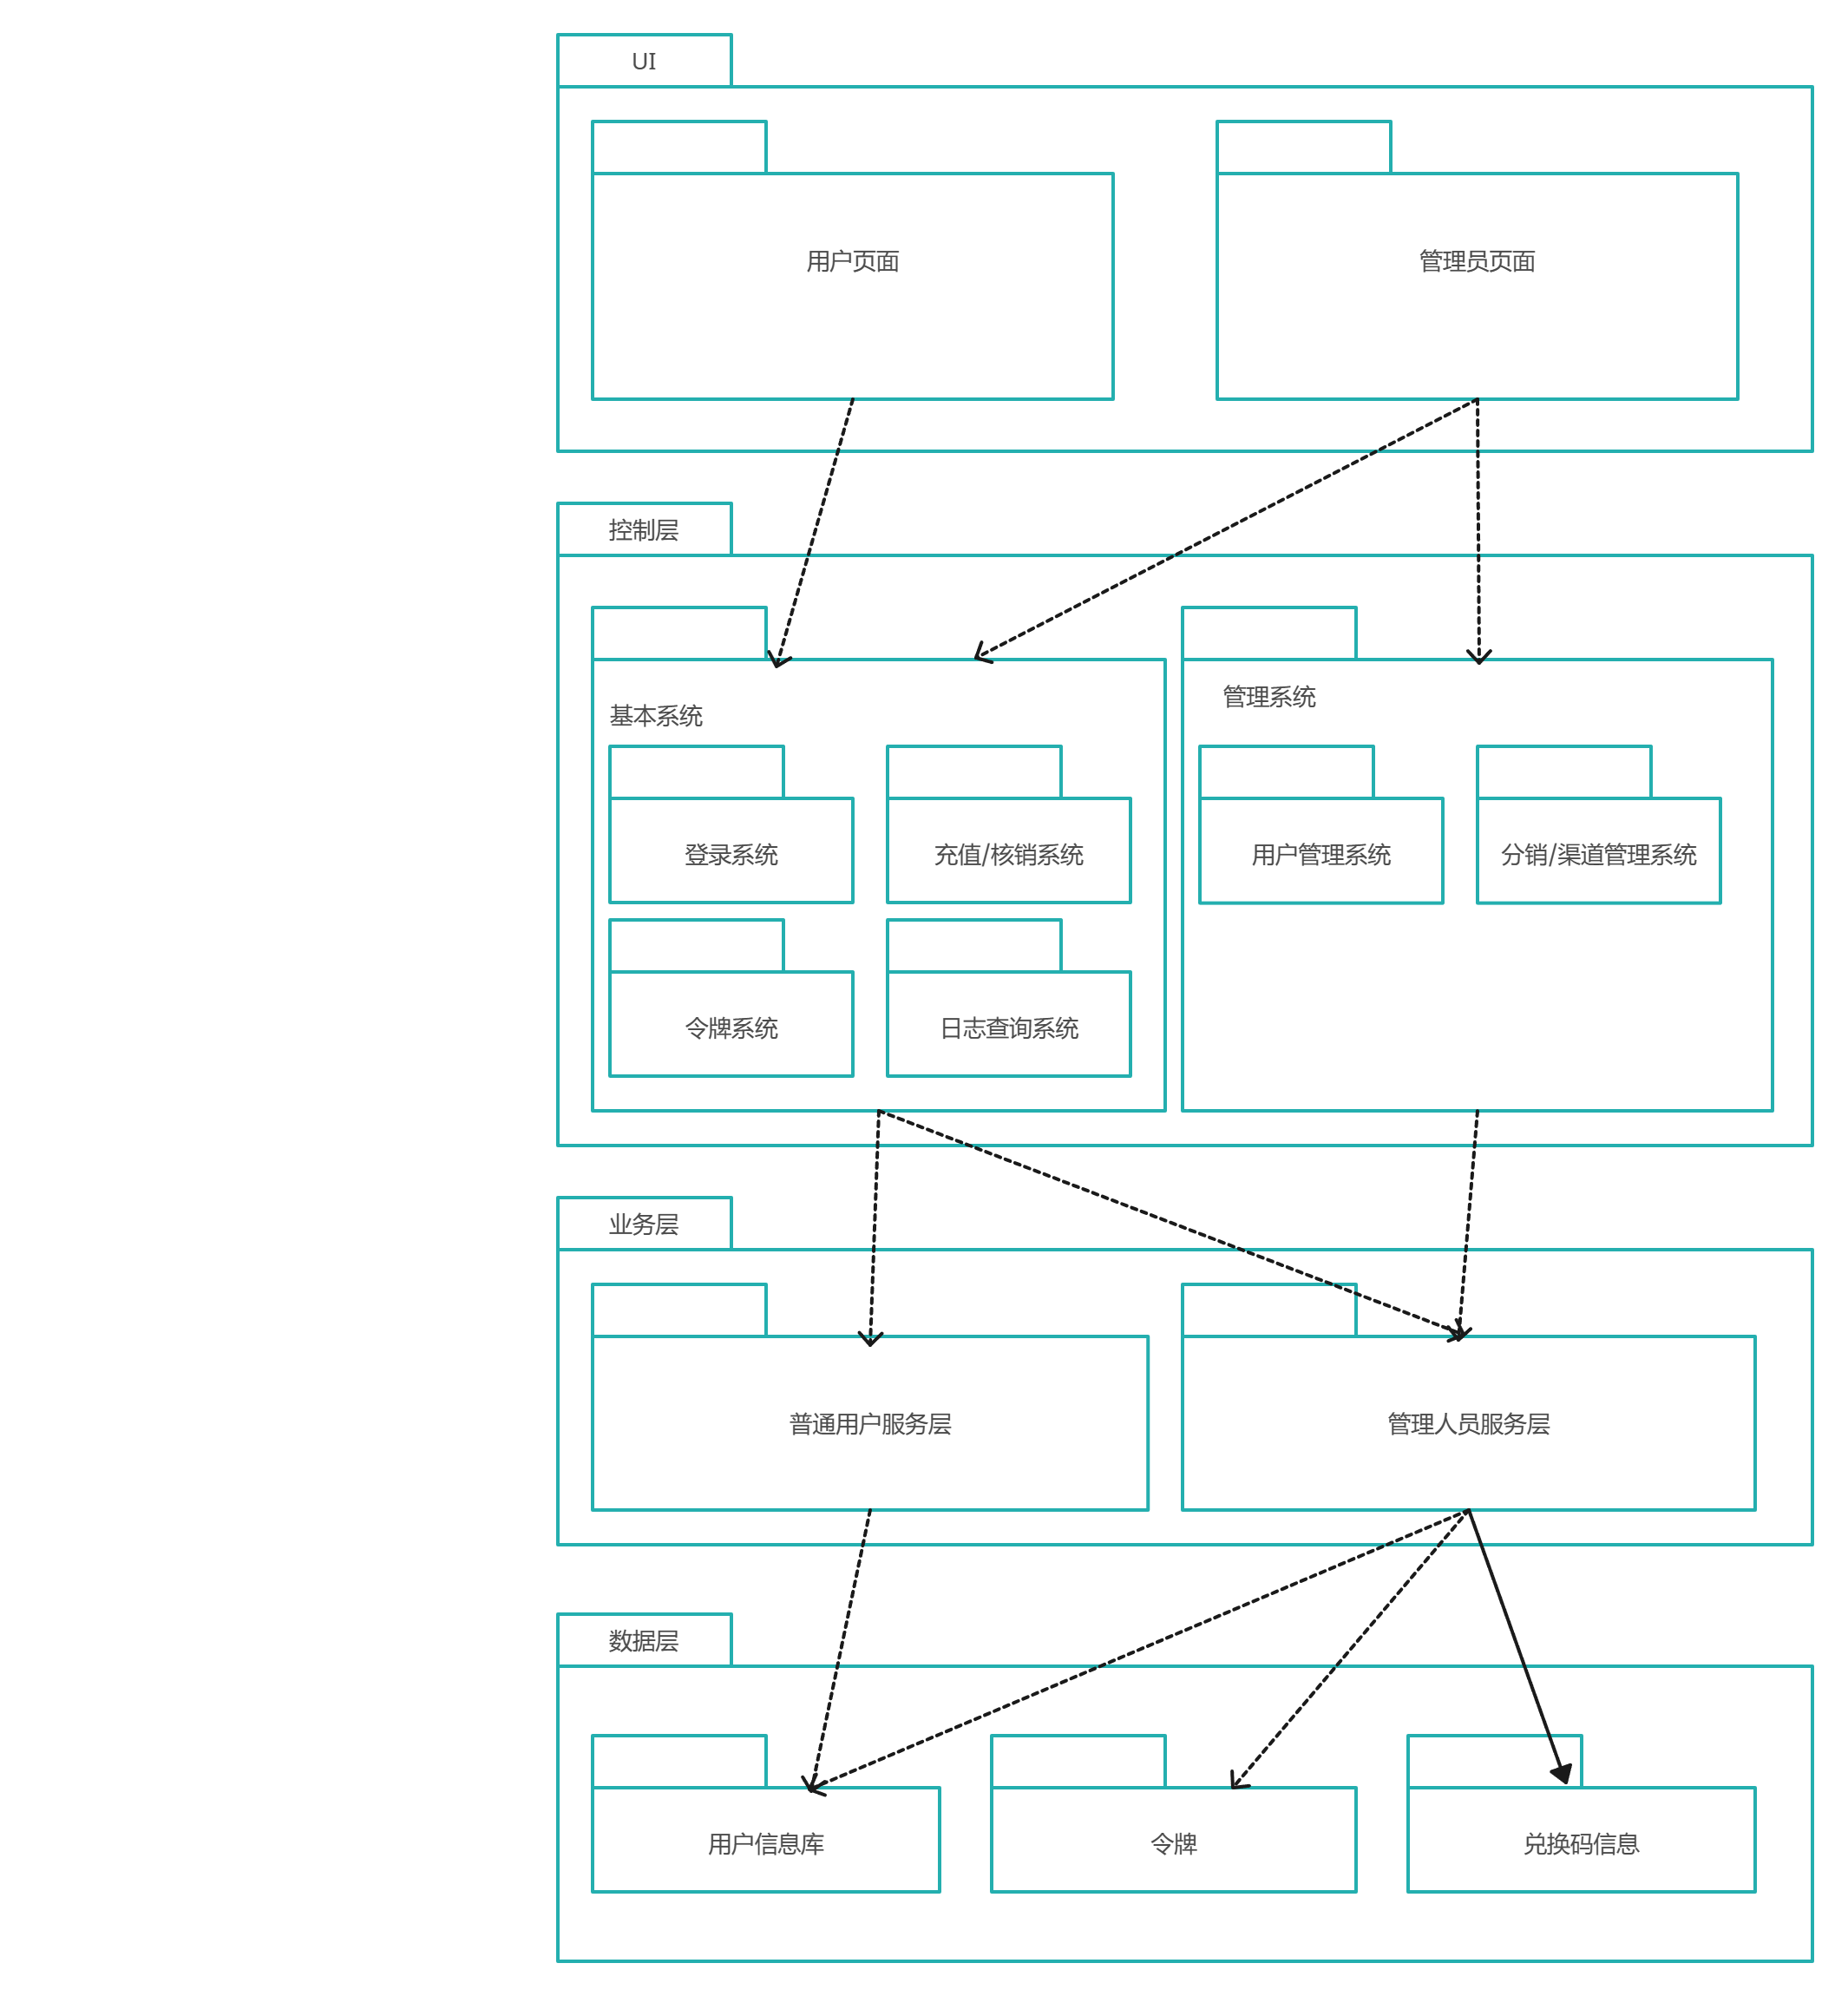 UI
用户页面
管理员页面
控制层
基本系统
管理系统
登录系统
充值/核销系统
用户管理系统
分销/渠道管理系统
令牌系统
日志查询系统
业务层
普通用户服务层
管理人员服务层
数据层
用户信息库
令牌
兑换码信息